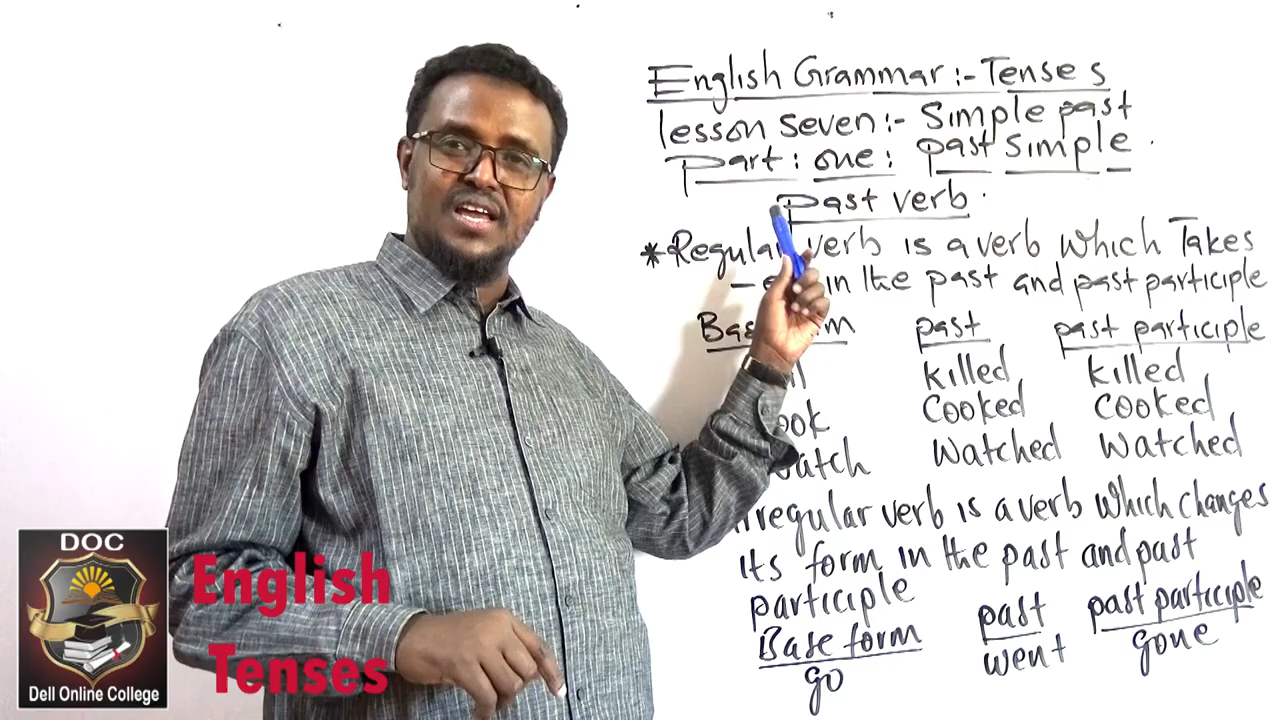 English Grammar :- Tenses
lesson seven :- Simple past
Part : one : past simple .
Past verb .
* Regular verb is a verb which Takes
- in the past and past participle
past past participle
killed killed
Cooked Cooked
watch Watched Watched
Irregular verb is a verb which changes
its form in the past and past
participle
Base form past past participle
go went gone
DOC
Dell Online College
English
Tenses